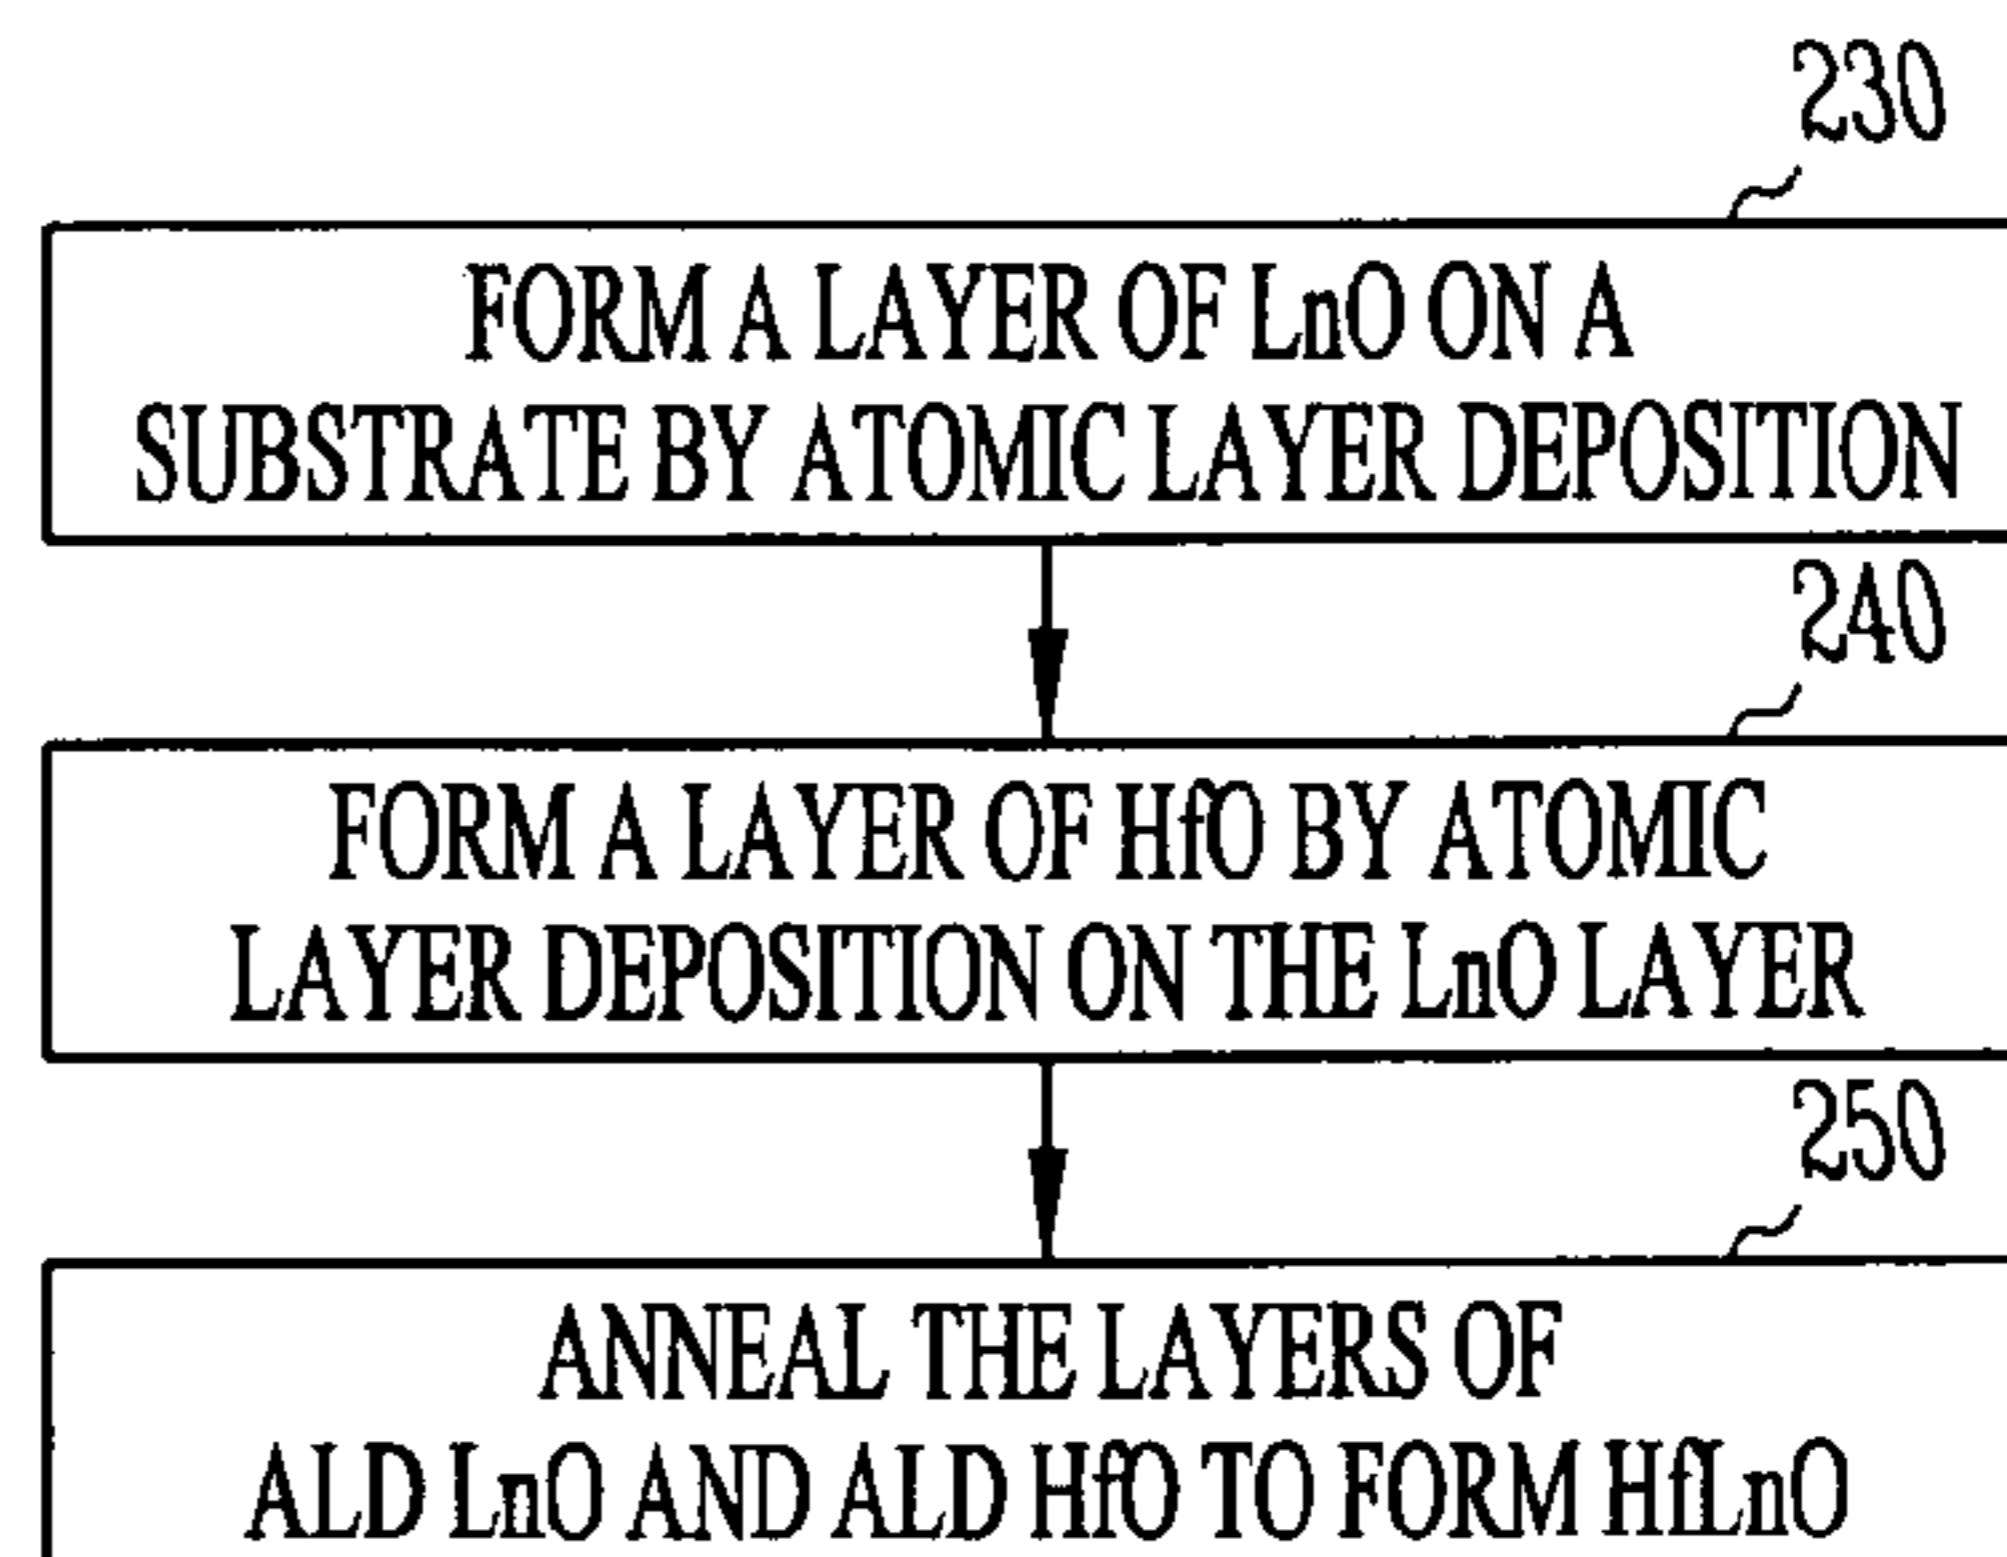 230
FORM A LAYER OF LnO ON A
SUBSTRATE BY ATOMIC LAYER DEPOSITION
240
FORM A LAYER OF HfO BY ATOMIC
LAYER DEPOSITION ON THE LnO LAYER
250
ANNEAL THE LAYERS OF
ALD LnO AND ALD HfO TO FORM HfLnO